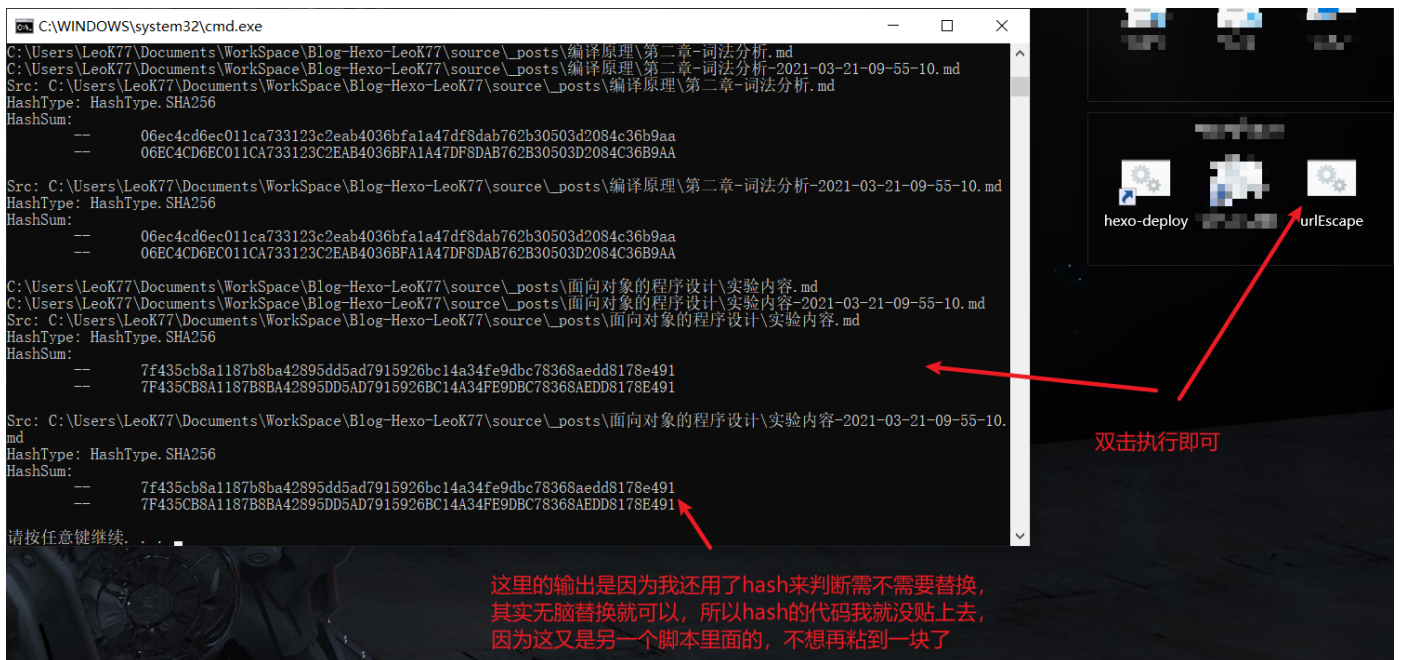 C:\WINDOWS\system32\cmd.exe
C:\Users\LeoK77\Documents\WorkSpace\Blog-Hexo-LeoK77\source\_posts\编译原理\第二章-词法分析.md
C:\Users\LeoK77\Documents\WorkSpace\Blog-Hexo-LeoK77\source\_posts\编译原理\第二章-词法分析-2021-03-21-09-55-10.md
Src: C:\Users\LeoK77\Documents\WorkSpace\Blog-Hexo-LeoK77\source\_posts\编译原理\第二章-词法分析.md
HashType: HashType.SHA256
HashSum:
-- 06ec4cd6ec011ca733123c2eab4036bfa1a47df8dab762b30503d2084c36b9aa
-- 06EC4CD6EC011CA733123C2EAB4036BFA1A47DF8DAB762B30503D2084C36B9AA
Src: C:\Users\LeoK77\Documents\WorkSpace\Blog-Hexo-LeoK77\source\_posts\编译原理\第二章-词法分析-2021-03-21-09-55-10.md
HashType: HashType.SHA256
HashSum:
-- 06ec4cd6ec011ca733123c2eab4036bfa1a47df8dab762b30503d2084c36b9aa
-- 06EC4CD6EC011CA733123C2EAB4036BFA1A47DF8DAB762B30503D2084C36B9AA
C:\Users\LeoK77\Documents\WorkSpace\Blog-Hexo-LeoK77\source\_posts\面向对象的程序设计\实验内容.md
C:\Users\LeoK77\Documents\WorkSpace\Blog-Hexo-LeoK77\source\_posts\面向对象的程序设计\实验内容-2021-03-21-09-55-10.md
Src: C:\Users\LeoK77\Documents\WorkSpace\Blog-Hexo-LeoK77\source\_posts\面向对象的程序设计\实验内容.md
HashType: HashType.SHA256
HashSum:
-- 7f435cb8a1187b8ba42895dd5ad7915926bc14a34fe9dbc78368aedd8178e491
-- 7F435CB8A1187B8BA42895DD5AD7915926BC14A34FE9DBC78368AEDD8178E491
Src: C:\Users\LeoK77\Documents\WorkSpace\Blog-Hexo-LeoK77\source\_posts\面向对象的程序设计\实验内容-2021-03-21-09-55-10.
md
HashType: HashType.SHA256
HashSum:
-- 7f435cb8a1187b8ba42895dd5ad7915926bc14a34fe9dbc78368aedd8178e491
-- 7F435CB8A1187B8BA42895DD5AD7915926BC14A34FE9DBC78368AEDD8178E491
请按任意键继续. . .
hexo-deploy
urlEscape
双击执行即可
这里的输出是因为我还用了hash来判断需不需要替换，
其实无脑替换就可以，所以hash的代码我就没贴上去，
因为这又是另一个脚本里面的，不想再粘到一块了